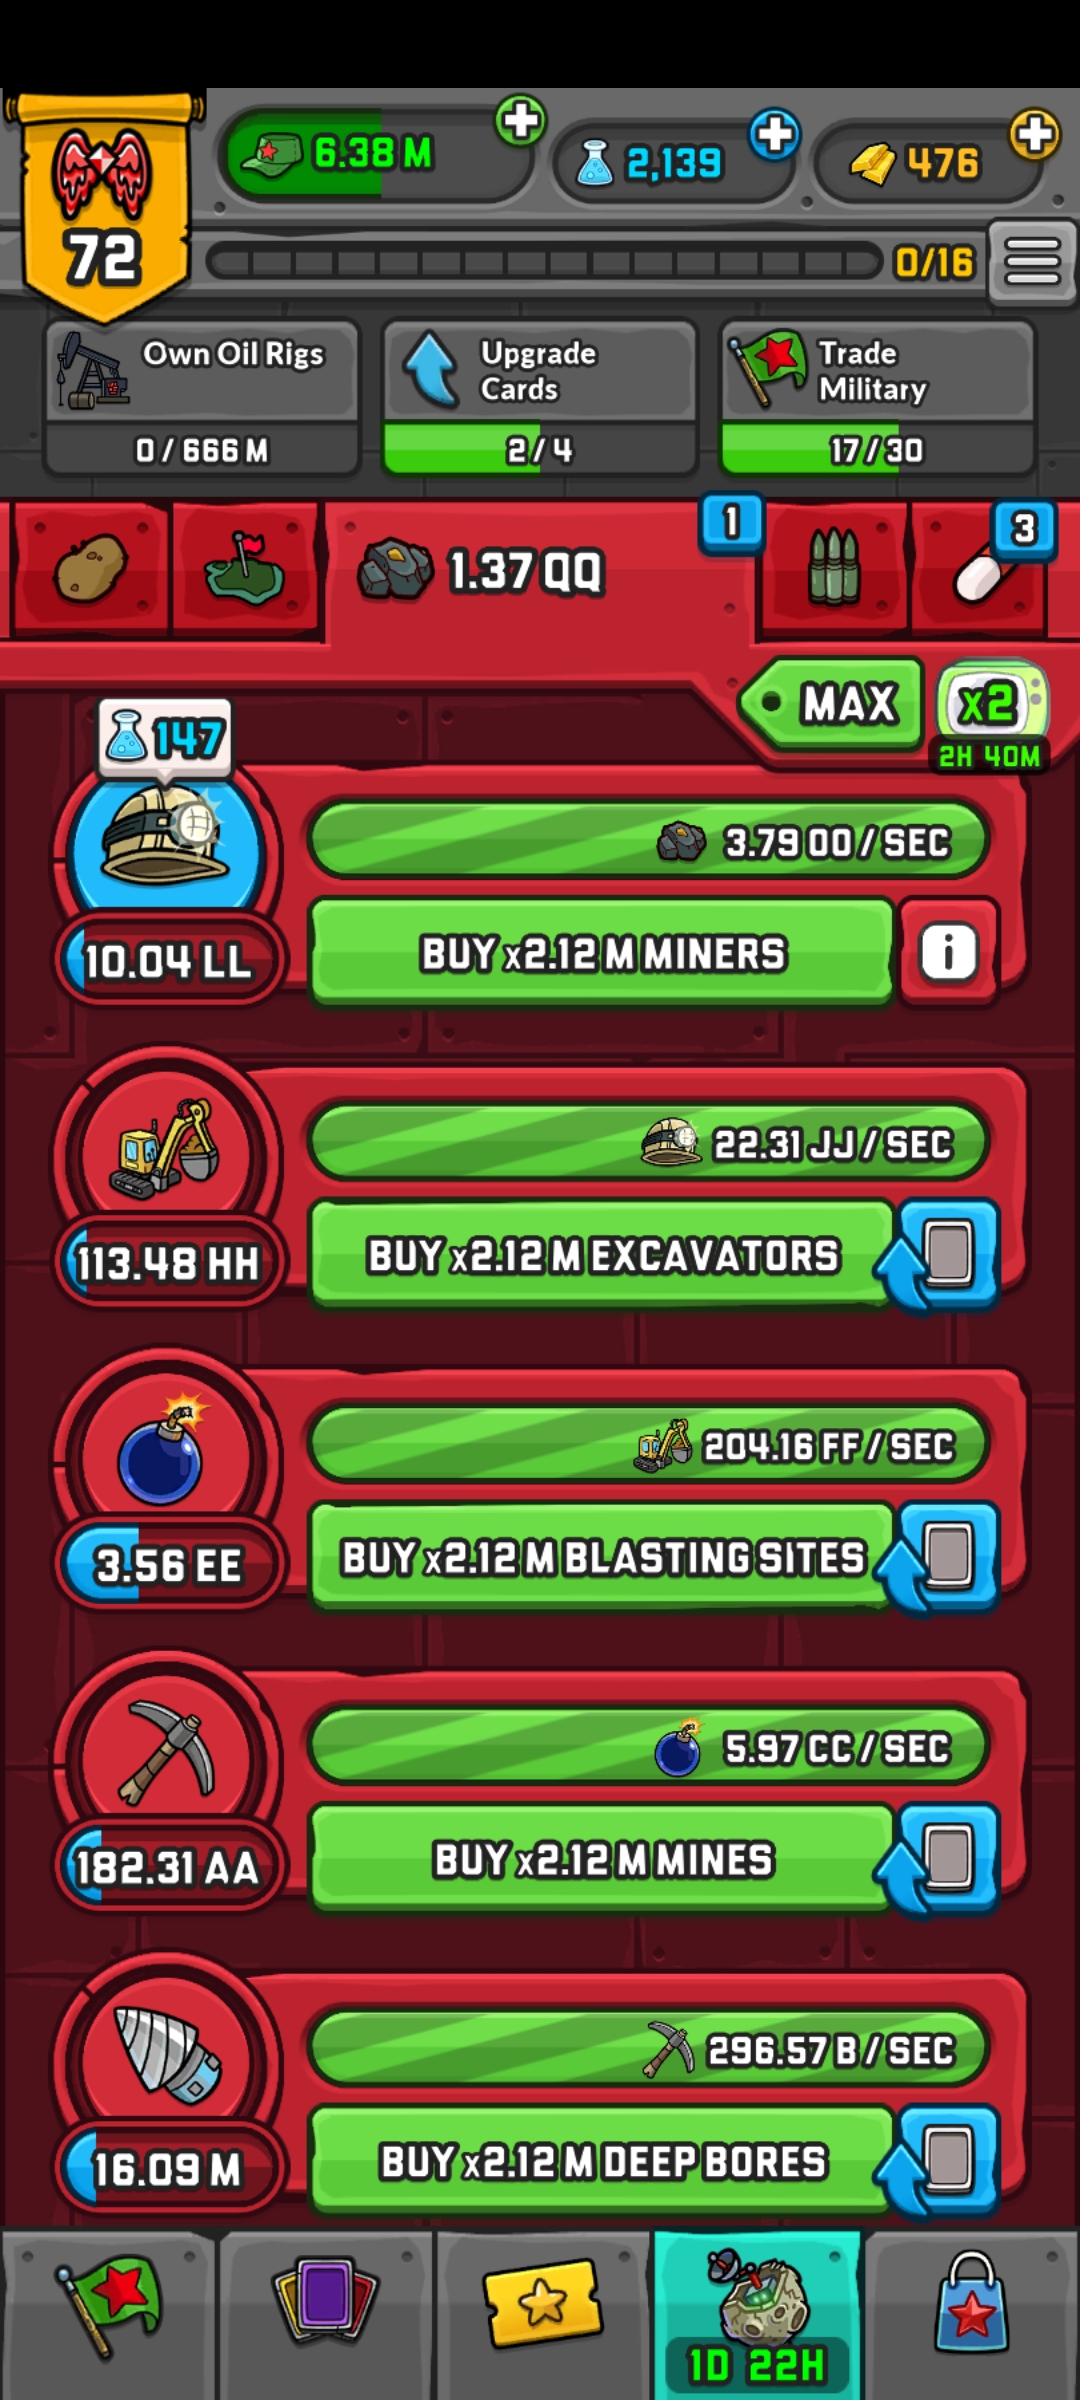 72
6.38 M
2,139
476
0/16
Own Oil Rigs
0 / 666 M
Upgrade
Cards
2 / 4
Trade
Military
17 / 30
1.37 QQ
1
3
MAX
x2
2H 40M
147
3.79 OO / SEC
10.04 LL
BUY x2.12 M MINERS
i
22.31 JJ / SEC
113.48 HH
BUY x2.12 M EXCAVATORS
204.16 FF / SEC
3.56 EE
BUY x2.12 M BLASTING SITES
5.97 CC / SEC
182.31 AA
BUY x2.12 M MINES
296.57 B / SEC
16.09 M
BUY x2.12 M DEEP BORES
1D 22H